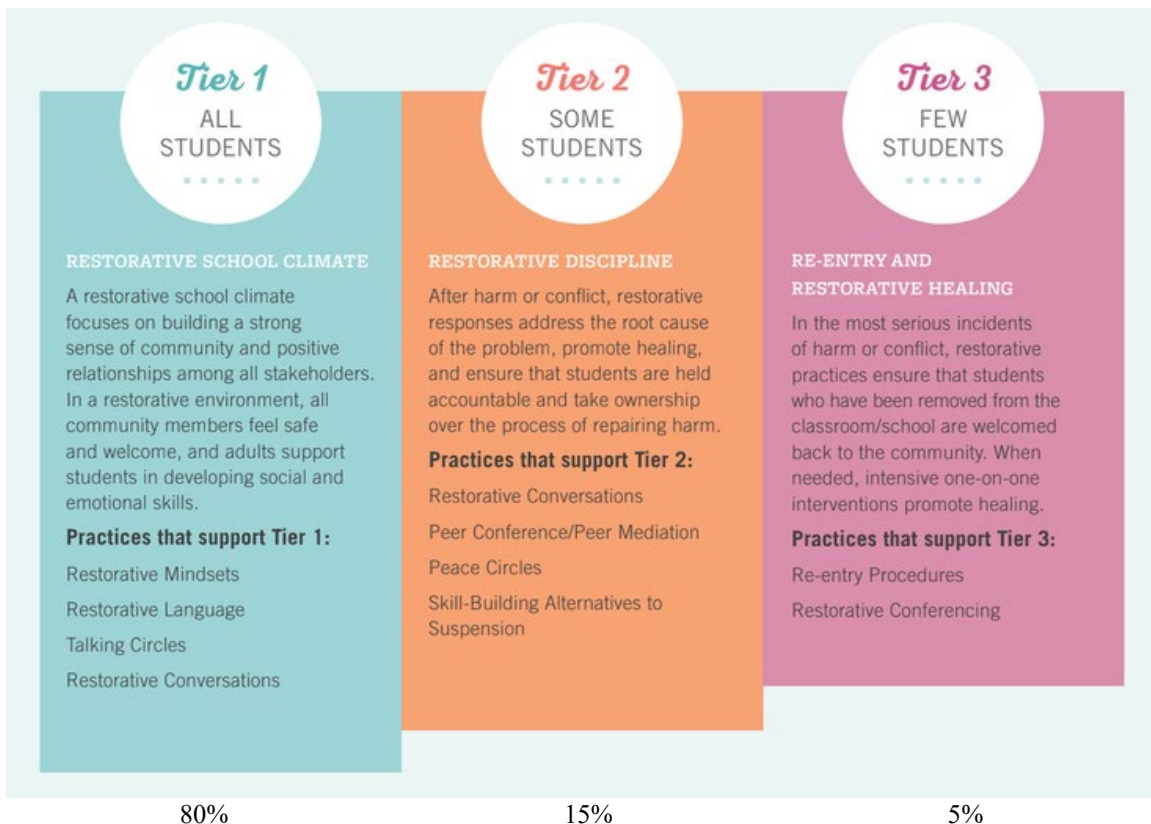 Tier 1
ALL
STUDENTS
RESTORATIVE SCHOOL CLIMATE
A restorative school climate
focuses on building a strong
sense of community and positive
relationships among all stakeholders.
In a restorative environment, all
community members feel safe
and welcome, and adults support
students in developing social and
emotional skills.
Practices that support Tier 1:
Restorative Mindsets
Restorative Language
Talking Circles
Restorative Conversations
Tier 2
SOME
STUDENTS
RESTORATIVE DISCIPLINE
After harm or conflict, restorative
responses address the root cause
of the problem, promote healing,
and ensure that students are held
accountable and take ownership
over the process of repairing harm.
Practices that support Tier 2:
Restorative Conversations
Peer Conference/Peer Mediation
Peace Circles
Skill-Building Alternatives to
Suspension
Tier 3
FEW
STUDENTS
RE-ENTRY AND
RESTORATIVE HEALING
In the most serious incidents
of harm or conflict, restorative
practices ensure that students
who have been removed from the
classroom/school are welcomed
back to the community. When
needed, intensive one-on-one
interventions promote healing.
Practices that support Tier 3:
Re-entry Procedures
Restorative Conferencing
80%
15%
5%